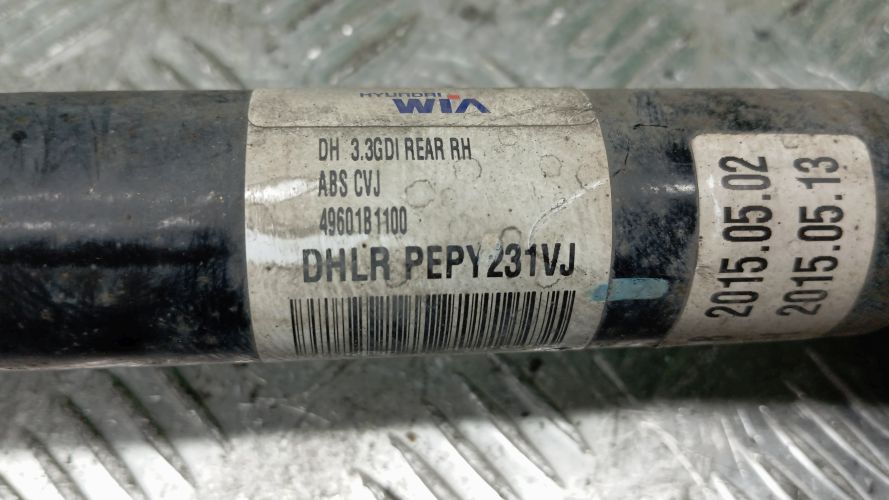 HYUNDAI
WIA
DH 3.3GDI REAR RH
ABS CVJ
49601B1100
DHLR PEPY231VJ
2015.05.02
2015.05.13